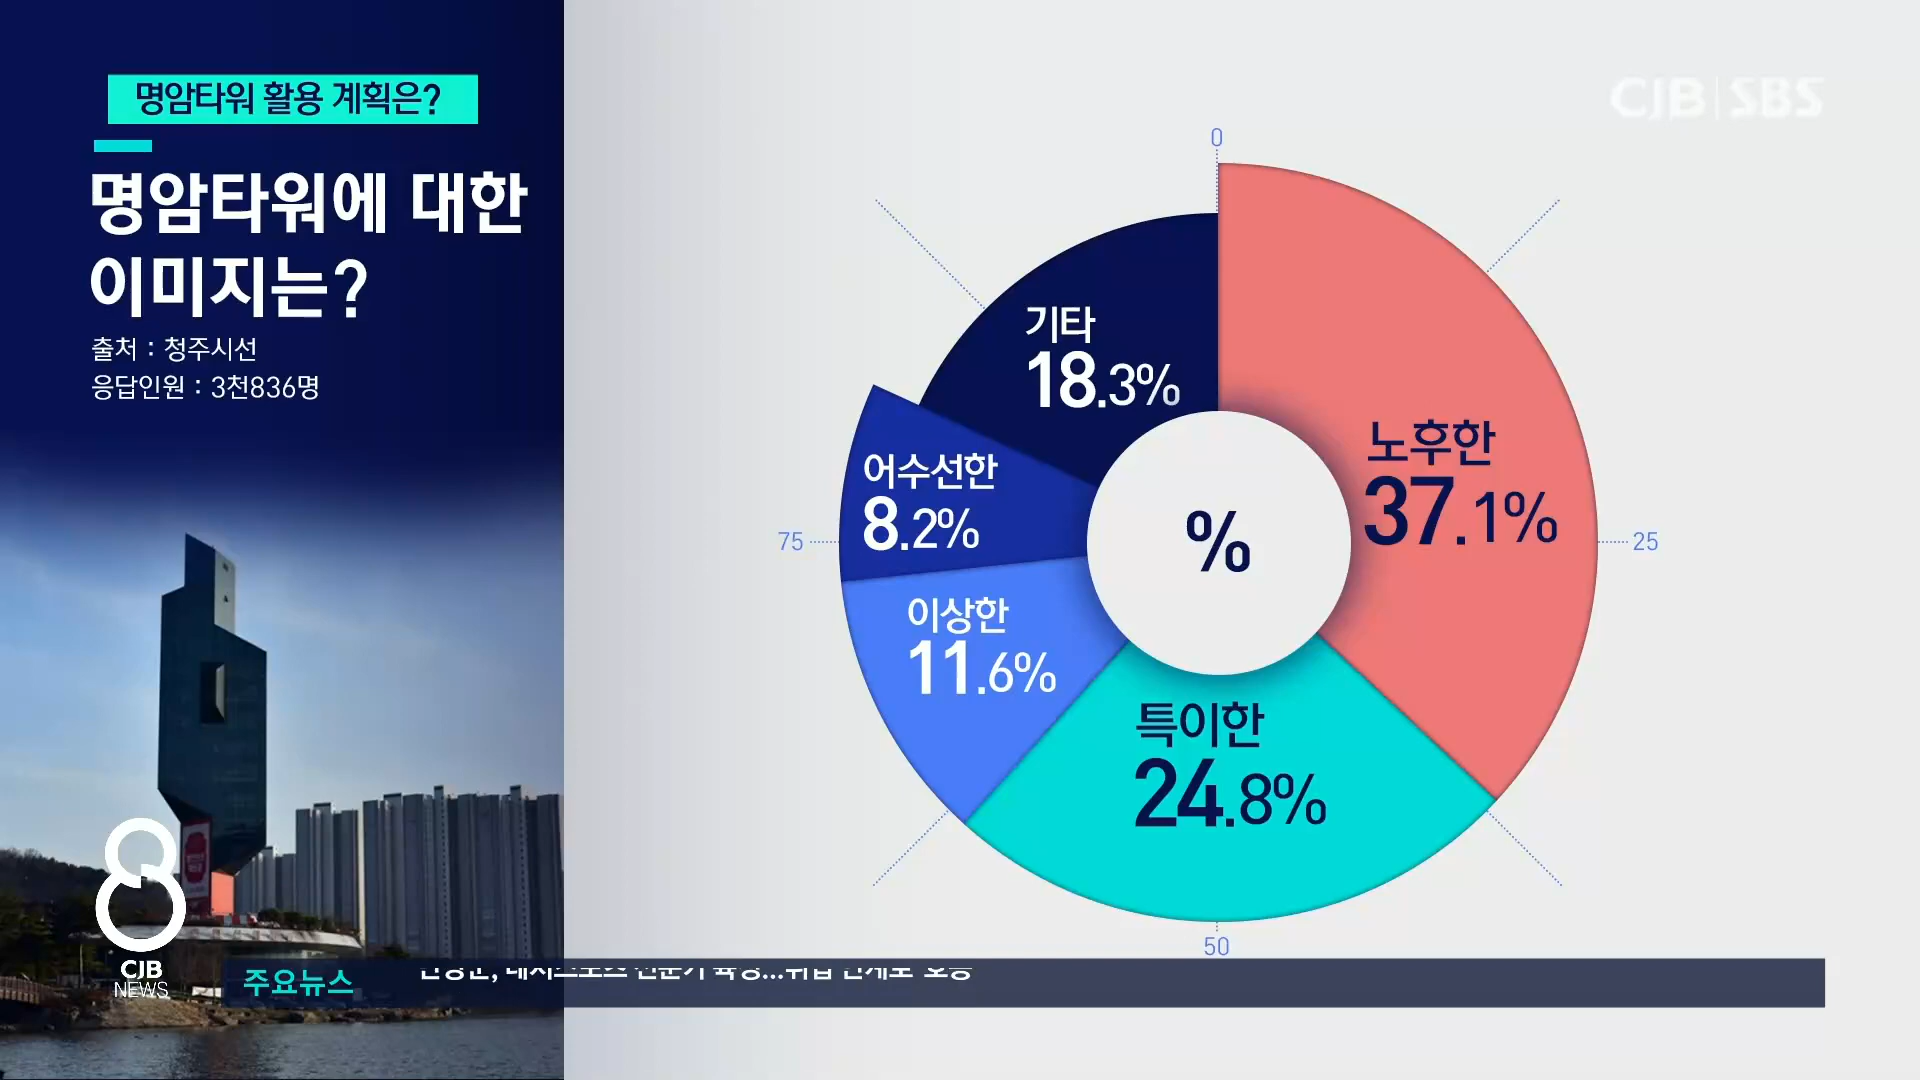 명암타워 활용 계획은?
명암타워에 대한
이미지는?
출처 : 청주시선
응답인원 : 3천836명
CJB SBS
0
25
50
75
기타
18.3%
노후한
37.1%
어수선한
8.2%
%
이상한
11.6%
특이한
24.8%
8
CJB
NEWS
주요뉴스